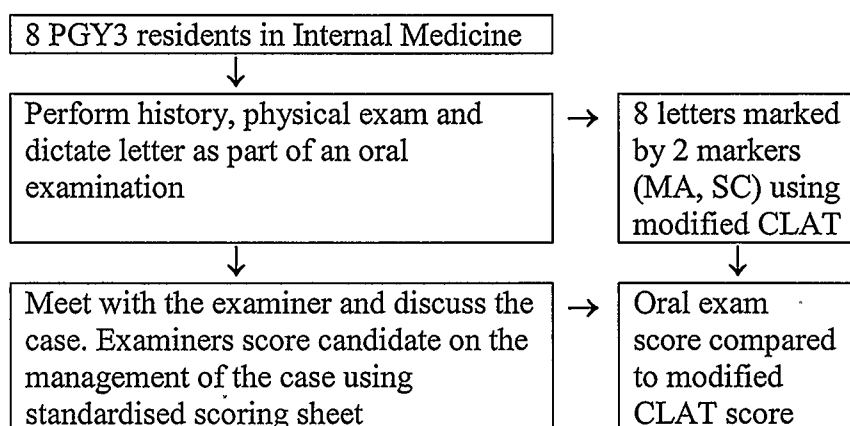 8 PGY3 residents in Internal Medicine
↓
Perform history, physical exam and
dictate letter as part of an oral
examination
→
8 letters marked
by 2 markers
(MA, SC) using
modified CLAT
↓
↓
Meet with the examiner and discuss the
case. Examiners score candidate on the
management of the case using
standardised scoring sheet
→
Oral exam
score compared
to modified
CLAT score